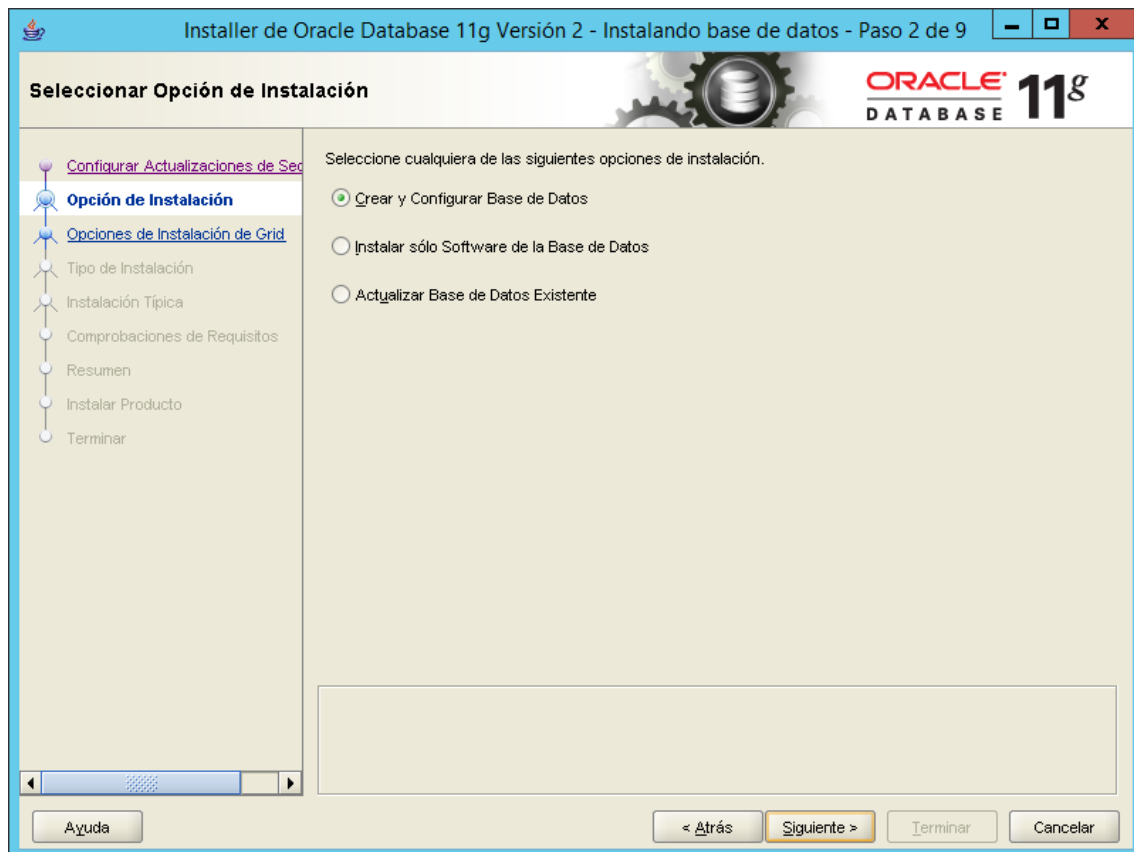 Installer de Oracle Database 11g Versión 2 - Instalando base de datos - Paso 2 de 9
Seleccionar Opción de Instalación
ORACLE DATABASE 11g
Configurar Actualizaciones de Sec
Opción de Instalación
Opciones de Instalación de Grid
Tipo de Instalación
Instalación Típica
Comprobaciones de Requisitos
Resumen
Instalar Producto
Terminar
Seleccione cualquiera de las siguientes opciones de instalación.
Crear y Configurar Base de Datos
Instalar sólo Software de la Base de Datos
Actualizar Base de Datos Existente
Ayuda
< Atrás
Siguiente >
Terminar
Cancelar